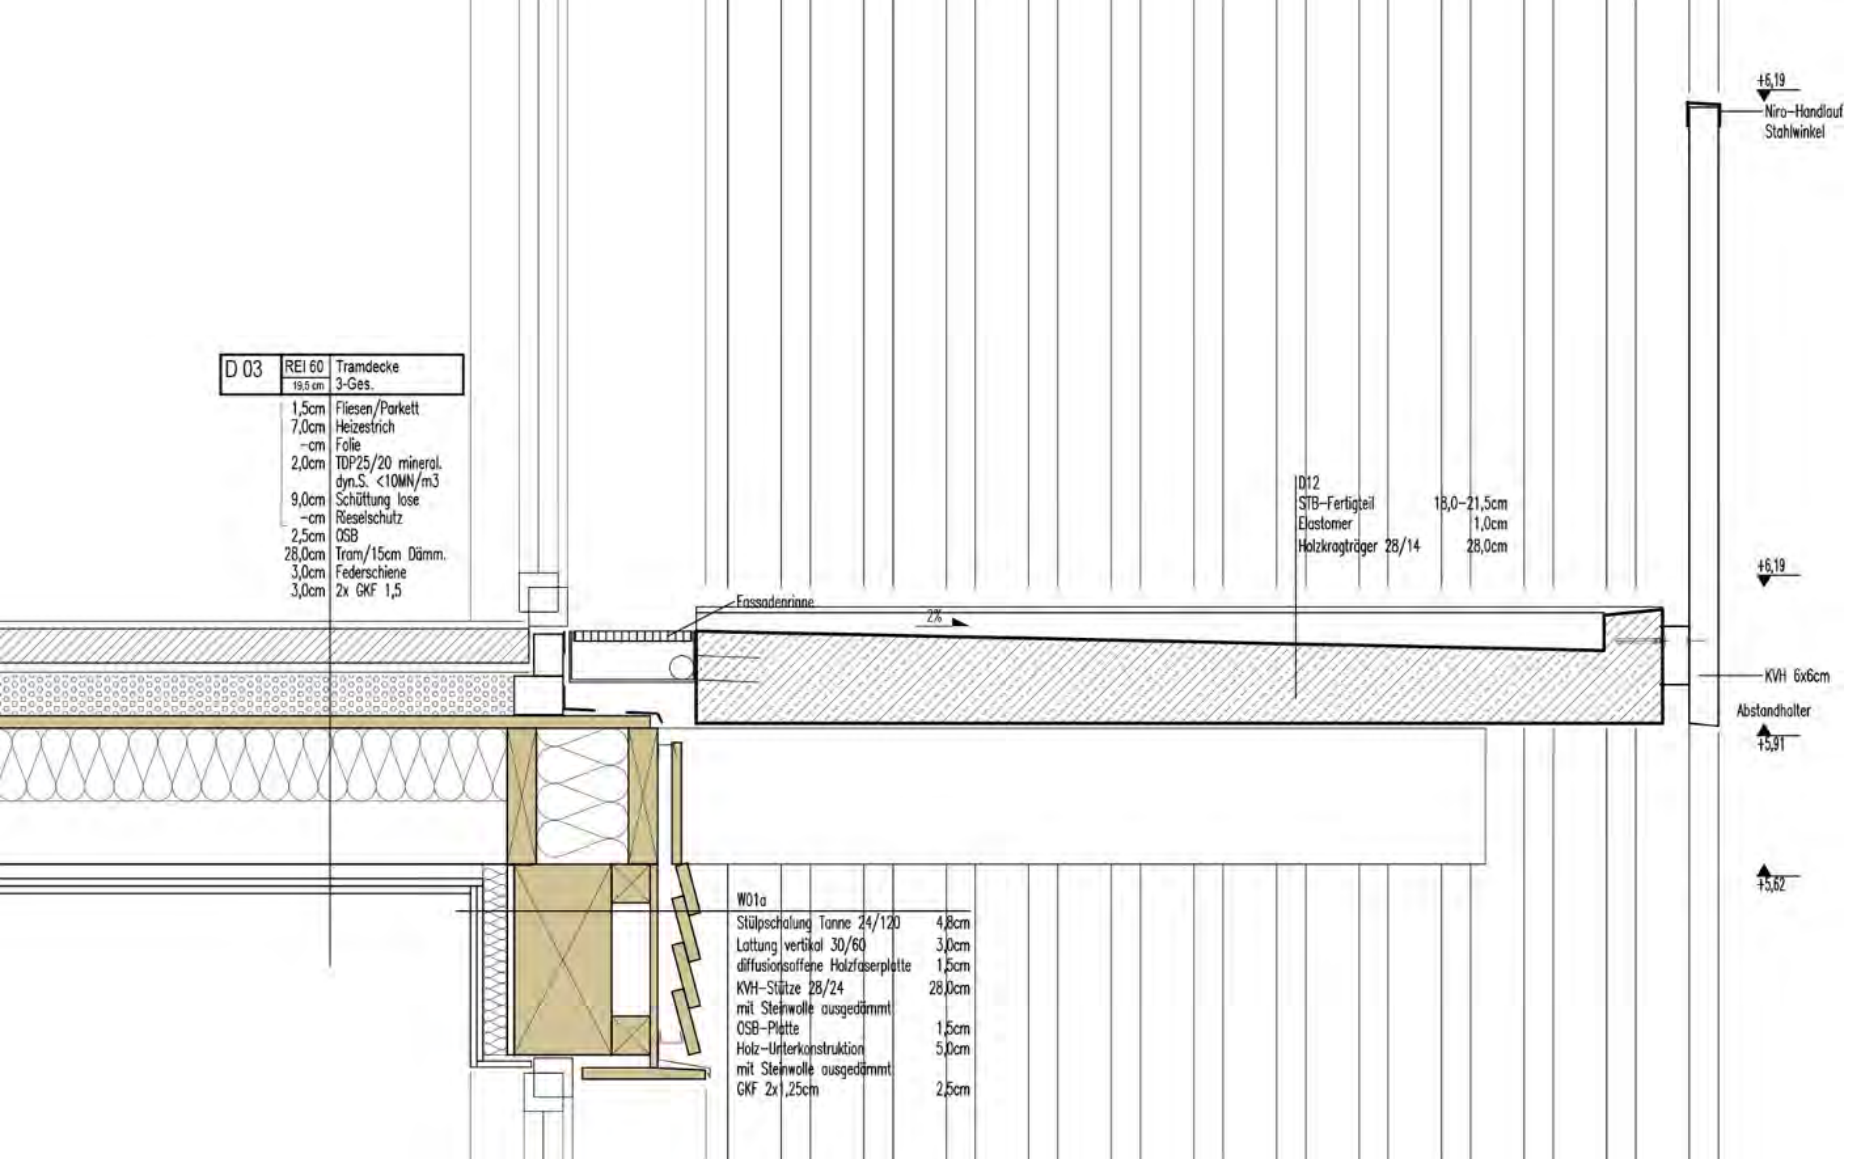 +6,19
Niro-Handlauf
Stahlwinkel
D 03 REI 60 Tramdecke
19,5 cm 3-Ges.
1,5cm Fliesen/Parkett
7,0cm Heizestrich
-cm Folie
2,0cm TDP25/20 mineral.
dyn.S. <10MN/m3
9,0cm Schüttung lose
-cm Rieselschutz
2,5cm OSB
28,0cm Tram/15cm Dämm.
3,0cm Federschiene
3,0cm 2x GKF 1,5
D12
STB-Fertigteil 18,0-21,5cm
Elastomer 1,0cm
Holzkragträger 28/14 28,0cm
+6,19
Fassadenrinne
2%
KVH 6x6cm
Abstandhalter
+5,91
+5,62
W01a
Stülpschalung Tanne 24/120 4,8cm
Lattung vertikal 30/60 3,0cm
diffusionsoffene Holzfaserplatte 1,5cm
KVH-Stütze 28/24 28,0cm
mit Steinwolle ausgedämmt
OSB-Platte 1,5cm
Holz-Unterkonstruktion 5,0cm
mit Steinwolle ausgedämmt
GKF 2x1,25cm 2,5cm